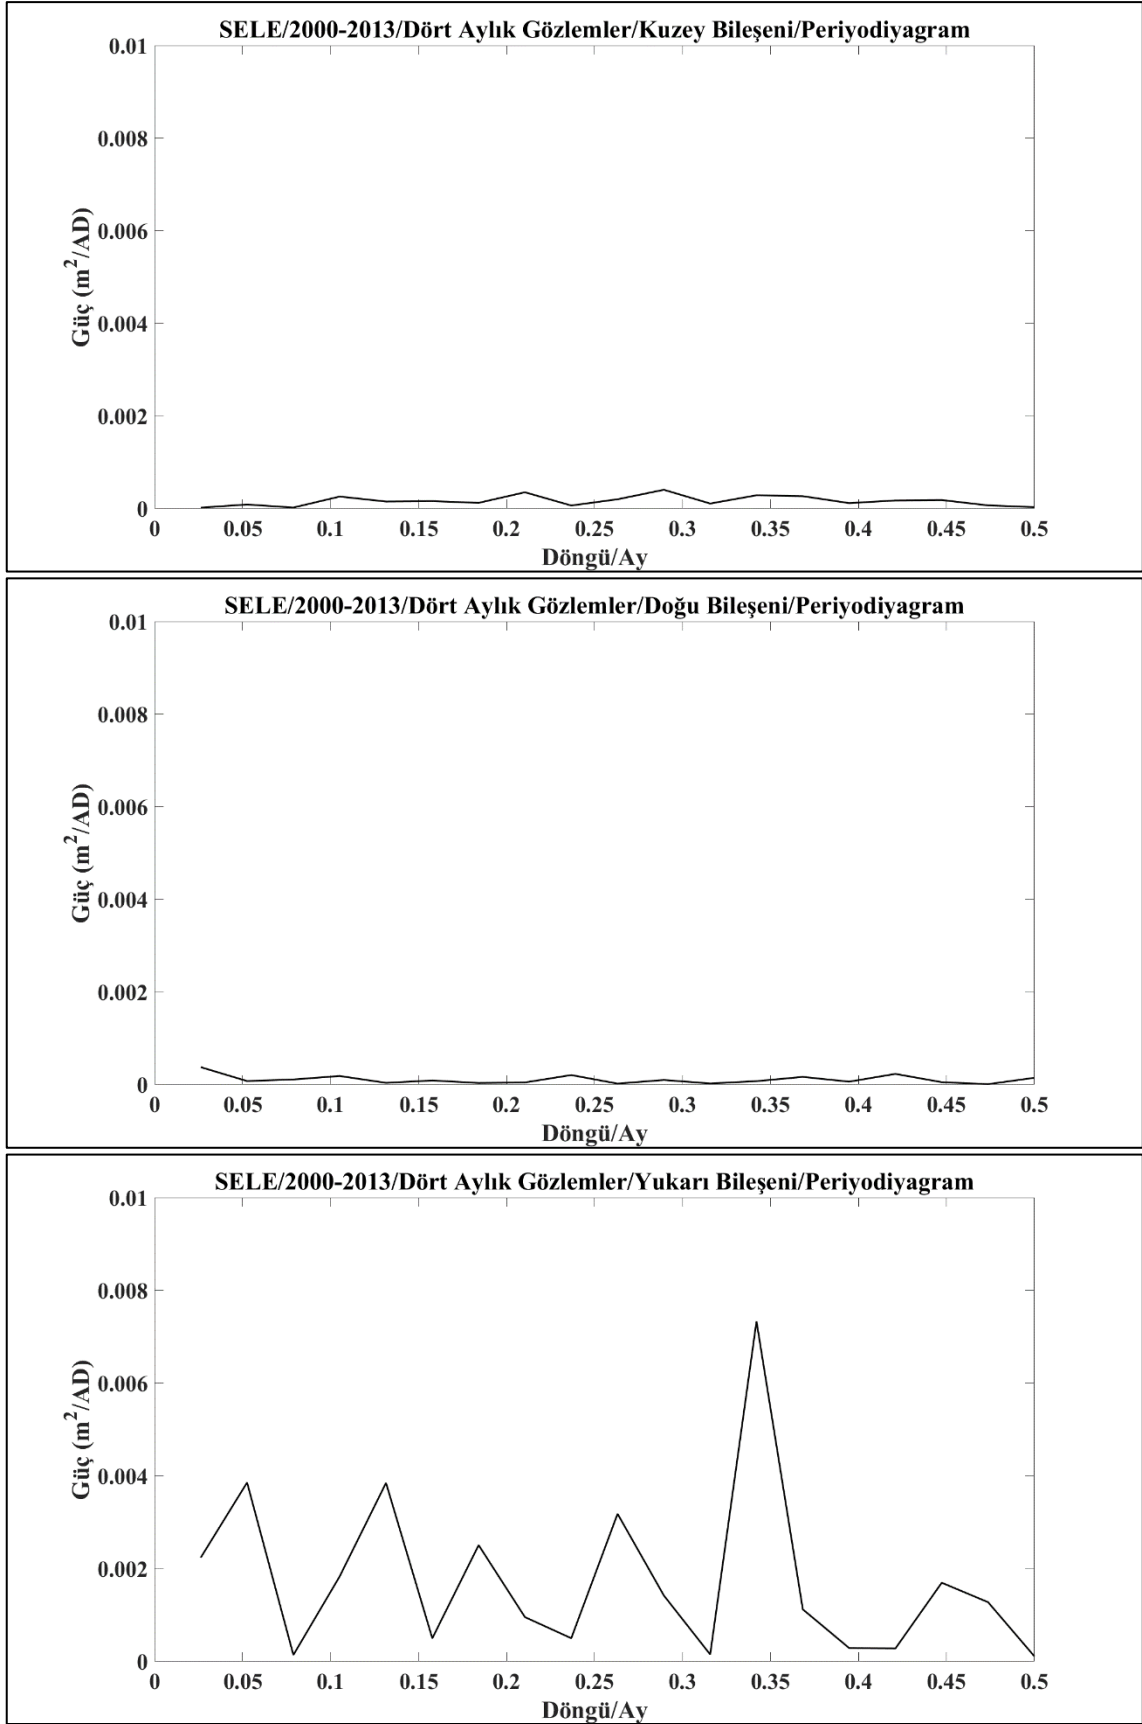 SELE/2000-2013/Dört Aylık Gözlemler/Kuzey Bileşeni/Periyodiyagram
0.01
0.008
0.006
0.004
0.002
0
Güç (m²/AD)
0 0.05 0.1 0.15 0.2 0.25 0.3 0.35 0.4 0.45 0.5
Döngü/Ay
SELE/2000-2013/Dört Aylık Gözlemler/Doğu Bileşeni/Periyodiyagram
0.01
0.008
0.006
0.004
0.002
0
Güç (m²/AD)
0 0.05 0.1 0.15 0.2 0.25 0.3 0.35 0.4 0.45 0.5
Döngü/Ay
SELE/2000-2013/Dört Aylık Gözlemler/Yukarı Bileşeni/Periyodiyagram
0.01
0.008
0.006
0.004
0.002
0
Güç (m²/AD)
0 0.05 0.1 0.15 0.2 0.25 0.3 0.35 0.4 0.45 0.5
Döngü/Ay